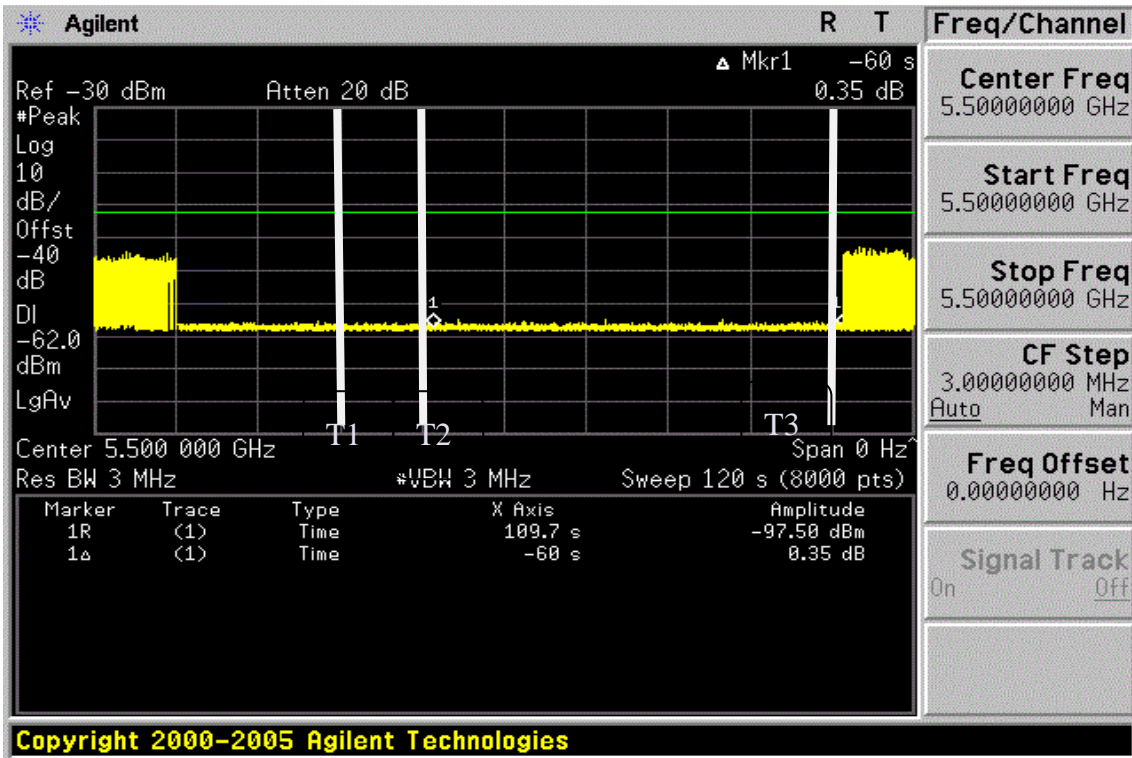 Agilent R T
△ Mkr1 −60 s
Ref −30 dBm Atten 20 dB 0.35 dB
#Peak
Log
10
dB/
Offst
−40
dB
DI
−62.0
dBm
LgAv
1
T1 T2 T3
Center 5.500 000 GHz Span 0 Hz^
Res BW 3 MHz #VBW 3 MHz Sweep 120 s (8000 pts)
Marker Trace Type X Axis Amplitude
1R (1) Time 109.7 s −97.50 dBm
1△ (1) Time −60 s 0.35 dB
Copyright 2000–2005 Agilent Technologies
Freq/Channel
Center Freq
5.50000000 GHz
Start Freq
5.50000000 GHz
Stop Freq
5.50000000 GHz
CF Step
3.00000000 MHz
Auto Man
Freq Offset
0.00000000 Hz
Signal Track
On Off